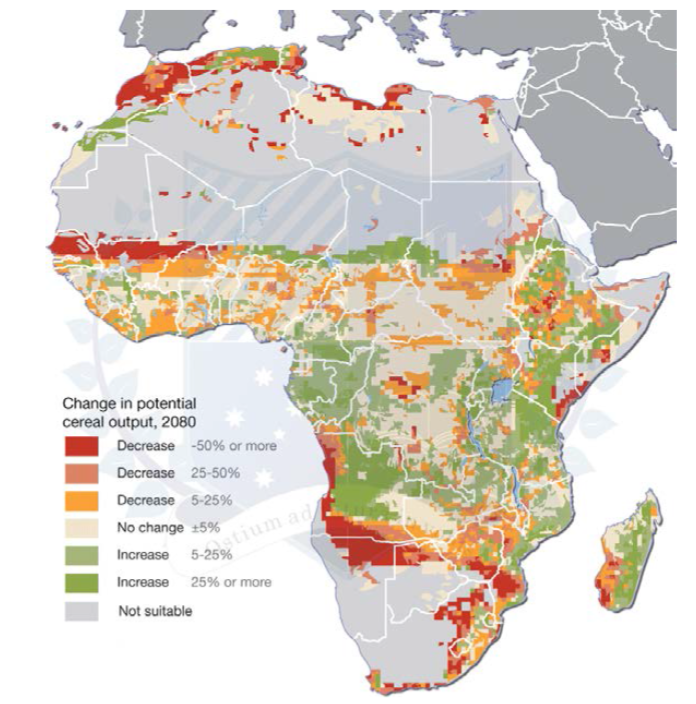 Change in potential
cereal output, 2080
Decrease -50% or more
Decrease 25-50%
Decrease 5-25%
No change ±5%
Increase 5-25%
Increase 25% or more
Not suitable
Ostium ad